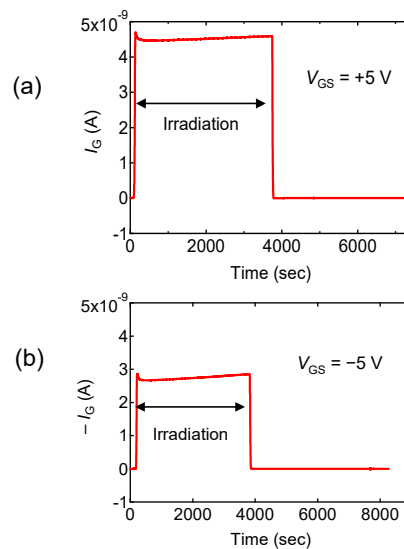 (a)
5x10⁻⁹
4
3
2
1
0
-1
I_G (A)
V_GS = +5 V
Irradiation
0
2000
4000
6000
Time (sec)
(b)
5x10⁻⁹
4
3
2
1
0
-1
− I_G (A)
V_GS = −5 V
Irradiation
0
2000
4000
6000
8000
Time (sec)